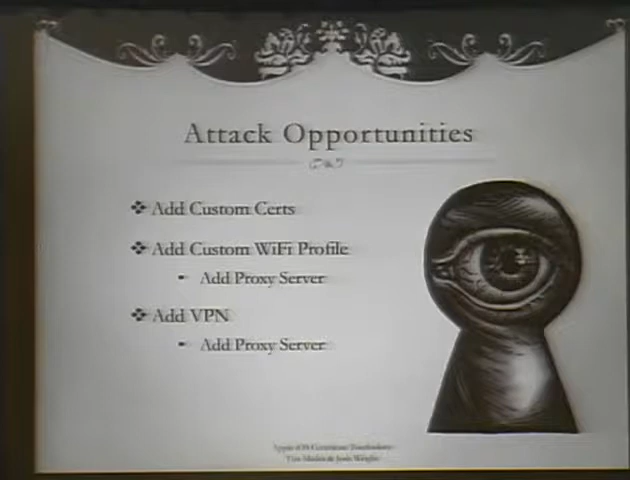 Attack Opportunities
Add Custom Certs
Add Custom WiFi Profile
Add Proxy Server
Add VPN
Add Proxy Server